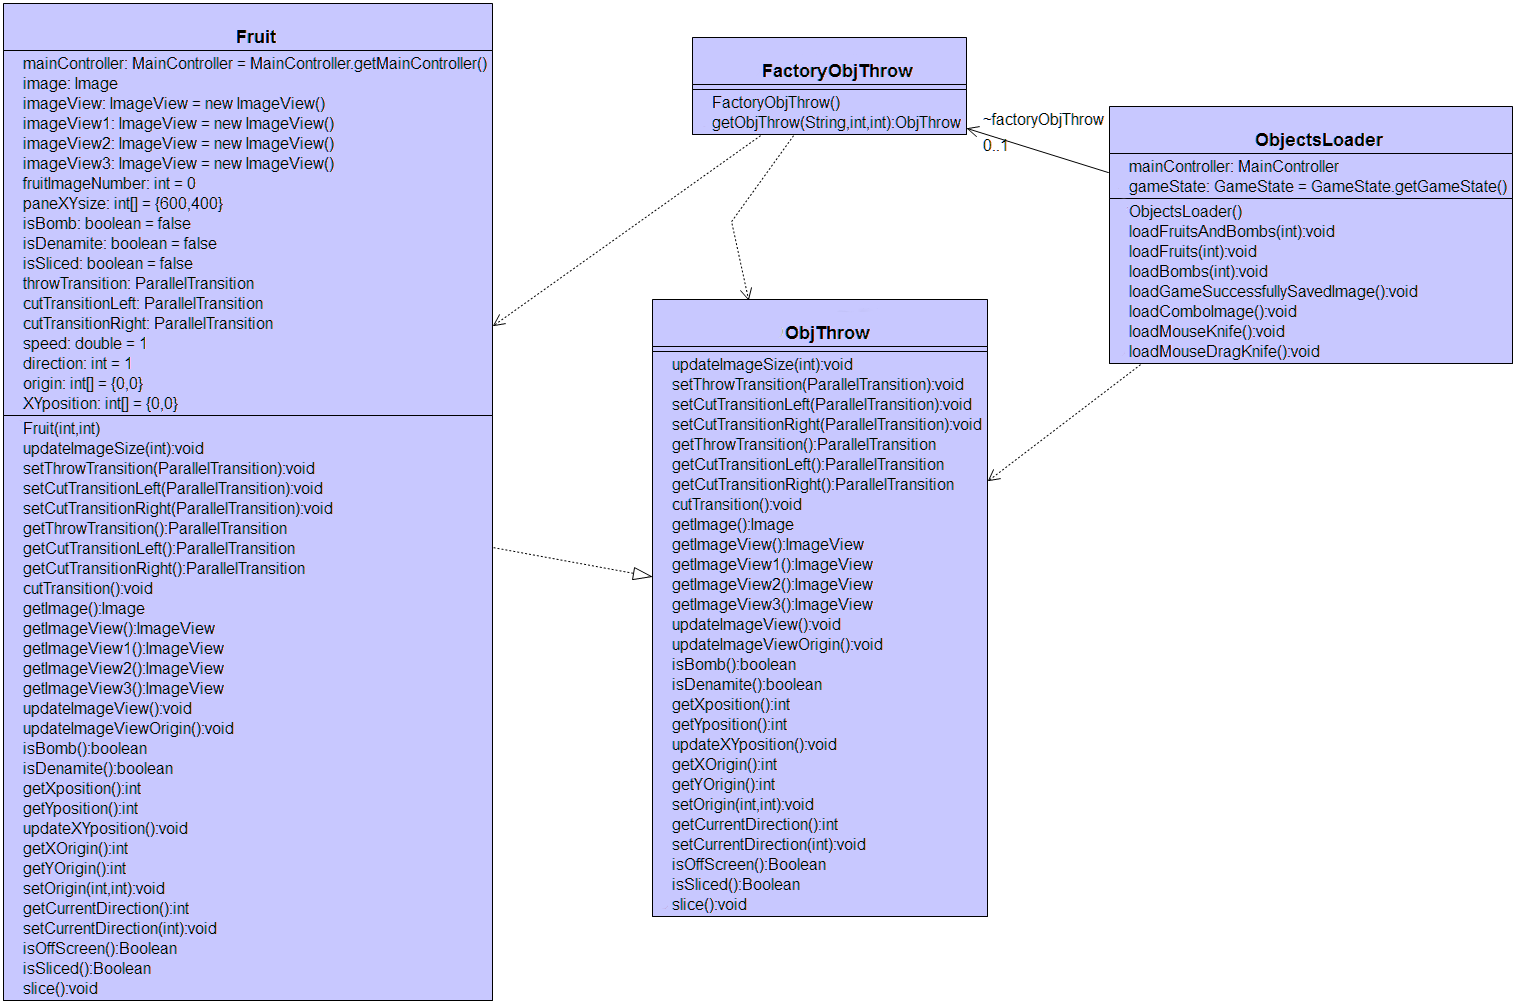 Fruit
mainController: MainController = MainController.getMainController()
image: Image
imageView: ImageView = new ImageView()
imageView1: ImageView = new ImageView()
imageView2: ImageView = new ImageView()
imageView3: ImageView = new ImageView()
fruitImageNumber: int = 0
paneXYsize: int[] = {600,400}
isBomb: boolean = false
isDenamite: boolean = false
isSliced: boolean = false
throwTransition: ParallelTransition
cutTransitionLeft: ParallelTransition
cutTransitionRight: ParallelTransition
speed: double = 1
direction: int = 1
origin: int[] = {0,0}
XYposition: int[] = {0,0}
Fruit(int,int)
updateImageSize(int):void
setThrowTransition(ParallelTransition):void
setCutTransitionLeft(ParallelTransition):void
setCutTransitionRight(ParallelTransition):void
getThrowTransition():ParallelTransition
getCutTransitionLeft():ParallelTransition
getCutTransitionRight():ParallelTransition
cutTransition():void
getImage():Image
getImageView():ImageView
getImageView1():ImageView
getImageView2():ImageView
getImageView3():ImageView
updateImageView():void
updateImageViewOrigin():void
isBomb():boolean
isDenamite():boolean
getXposition():int
getYposition():int
updateXYposition():void
getXOrigin():int
getYOrigin():int
setOrigin(int,int):void
getCurrentDirection():int
setCurrentDirection(int):void
isOffScreen():Boolean
isSliced():Boolean
slice():void
FactoryObjThrow
FactoryObjThrow()
getObjThrow(String,int,int):ObjThrow
~factoryObjThrow
0..1
ObjectsLoader
mainController: MainController
gameState: GameState = GameState.getGameState()
ObjectsLoader()
loadFruitsAndBombs(int):void
loadFruits(int):void
loadBombs(int):void
loadGameSuccessfullySavedImage():void
loadComboImage():void
loadMouseKnife():void
loadMouseDragKnife():void
ObjThrow
updateImageSize(int):void
setThrowTransition(ParallelTransition):void
setCutTransitionLeft(ParallelTransition):void
setCutTransitionRight(ParallelTransition):void
getThrowTransition():ParallelTransition
getCutTransitionLeft():ParallelTransition
getCutTransitionRight():ParallelTransition
cutTransition():void
getImage():Image
getImageView():ImageView
getImageView1():ImageView
getImageView2():ImageView
getImageView3():ImageView
updateImageView():void
updateImageViewOrigin():void
isBomb():boolean
isDenamite():boolean
getXposition():int
getYposition():int
updateXYposition():void
getXOrigin():int
getYOrigin():int
setOrigin(int,int):void
getCurrentDirection():int
setCurrentDirection(int):void
isOffScreen():Boolean
isSliced():Boolean
slice():void